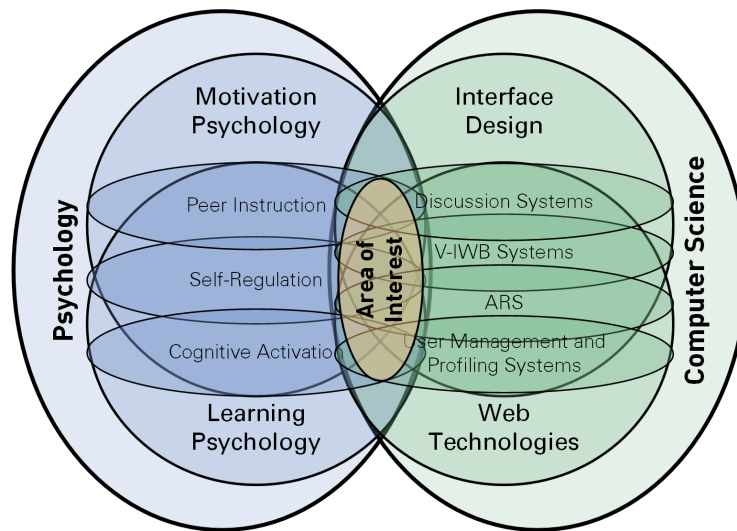 Motivation
Psychology
Interface
Design
Peer Instruction
Discussion Systems
V-IWB Systems
Self-Regulation
ARS
Cognitive Activation
User Management and
Profiling Systems
Learning
Psychology
Web
Technologies
Psychology
Area of
Interest
Computer Science